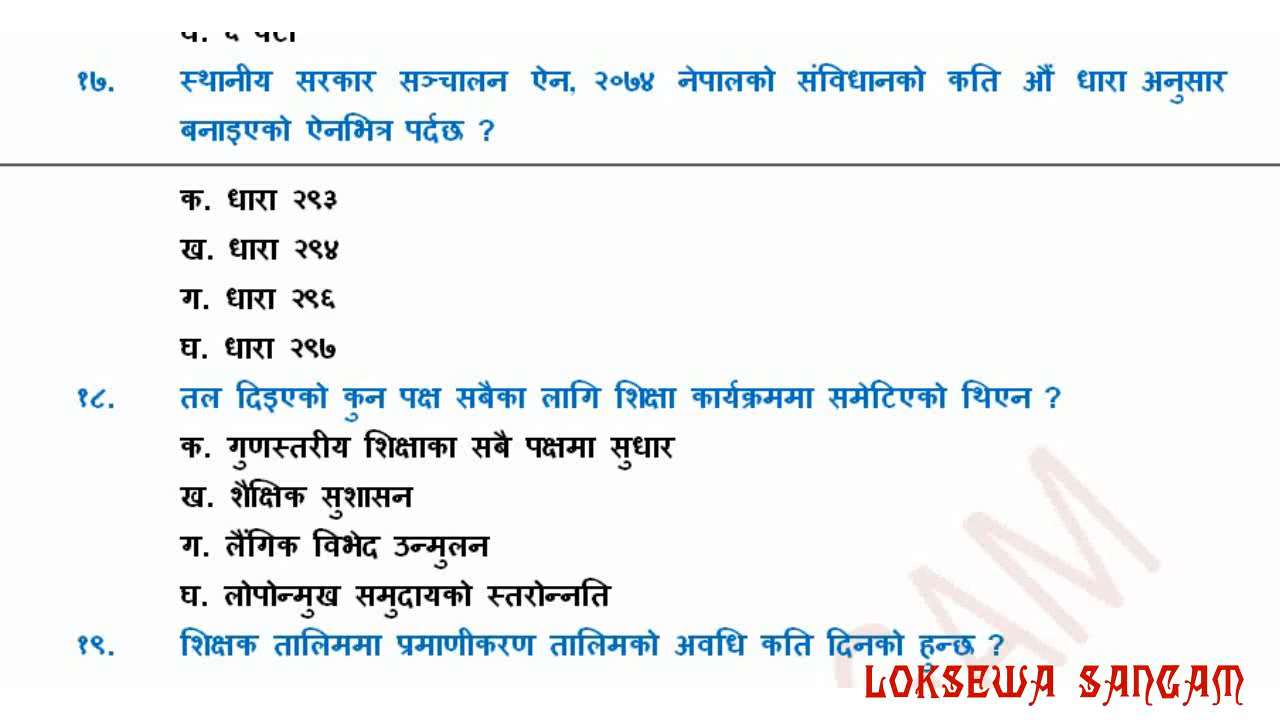 १७. स्थानीय सरकार सञ्चालन ऐन, २०७४ नेपालको संविधानको कति औं धारा अनुसार
बनाइएको ऐनभित्र पर्दछ ?
क. धारा २९३
ख. धारा २९४
ग. धारा २९६
घ. धारा २९७
१८. तल दिइएको कुन पक्ष सबैका लागि शिक्षा कार्यक्रममा समेटिएको थिएन ?
क. गुणस्तरीय शिक्षाका सबै पक्षमा सुधार
ख. शैक्षिक सुशासन
ग. लैंगिक विभेद उन्मुलन
घ. लोपोन्मुख समुदायको स्तरोन्नति
१९. शिक्षक तालिममा प्रमाणीकरण तालिमको अवधि कति दिनको हुन्छ ?
LOKSEWA SANGAM